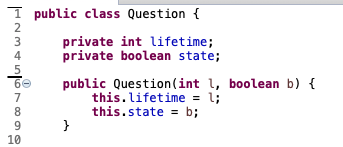 1 public class Question {
2
3     private int lifetime;
4     private boolean state;
5
6     public Question(int l, boolean b) {
7         this.lifetime = l;
8         this.state = b;
9     }
10